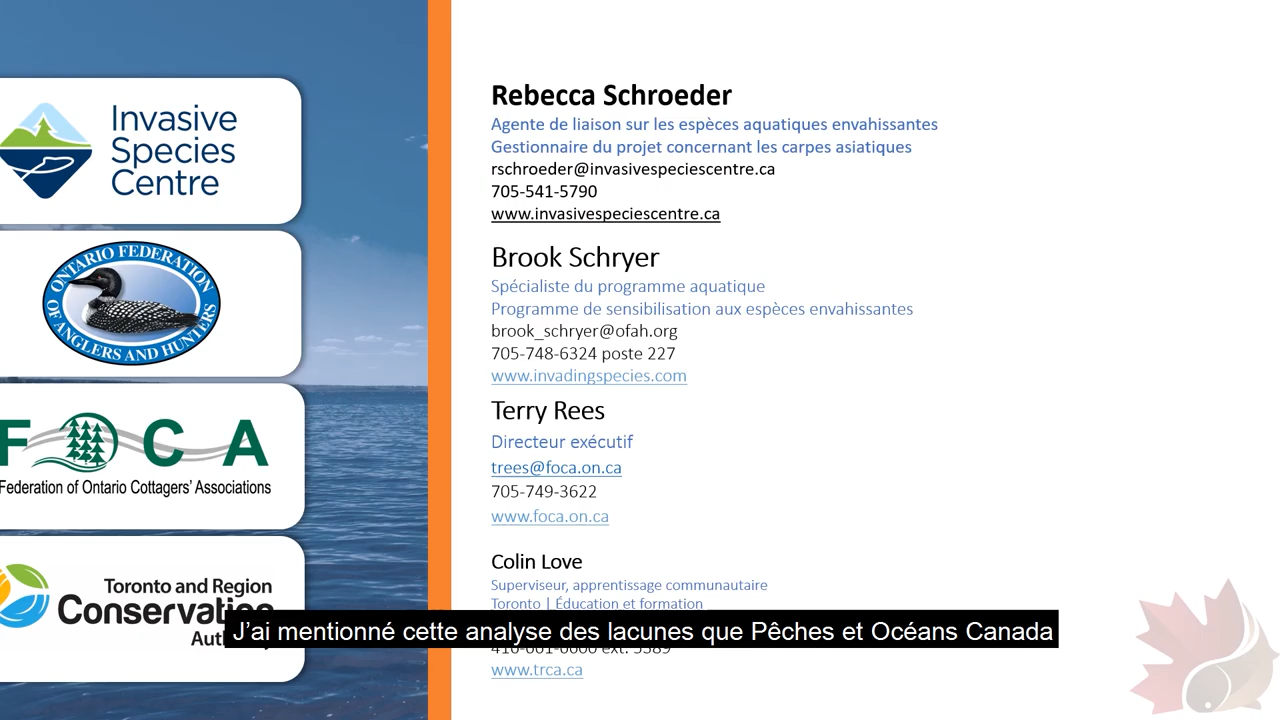 Invasive
Species
Centre
ONTARIO FEDERATION
OF ANGLERS AND HUNTERS
F O C A
Federation of Ontario Cottagers' Associations
Toronto and Region
Conservation
Rebecca Schroeder
Agente de liaison sur les espèces aquatiques envahissantes
Gestionnaire du projet concernant les carpes asiatiques
rschroeder@invasivespeciescentre.ca
705-541-5790
www.invasivespeciescentre.ca
Brook Schryer
Spécialiste du programme aquatique
Programme de sensibilisation aux espèces envahissantes
brook_schryer@ofah.org
705-748-6324 poste 227
www.invadingspecies.com
Terry Rees
Directeur exécutif
trees@foca.on.ca
705-749-3622
www.foca.on.ca
Colin Love
Superviseur, apprentissage communautaire
Toronto | Éducation et formation
www.trca.ca
J'ai mentionné cette analyse des lacunes que Pêches et Océans Canada